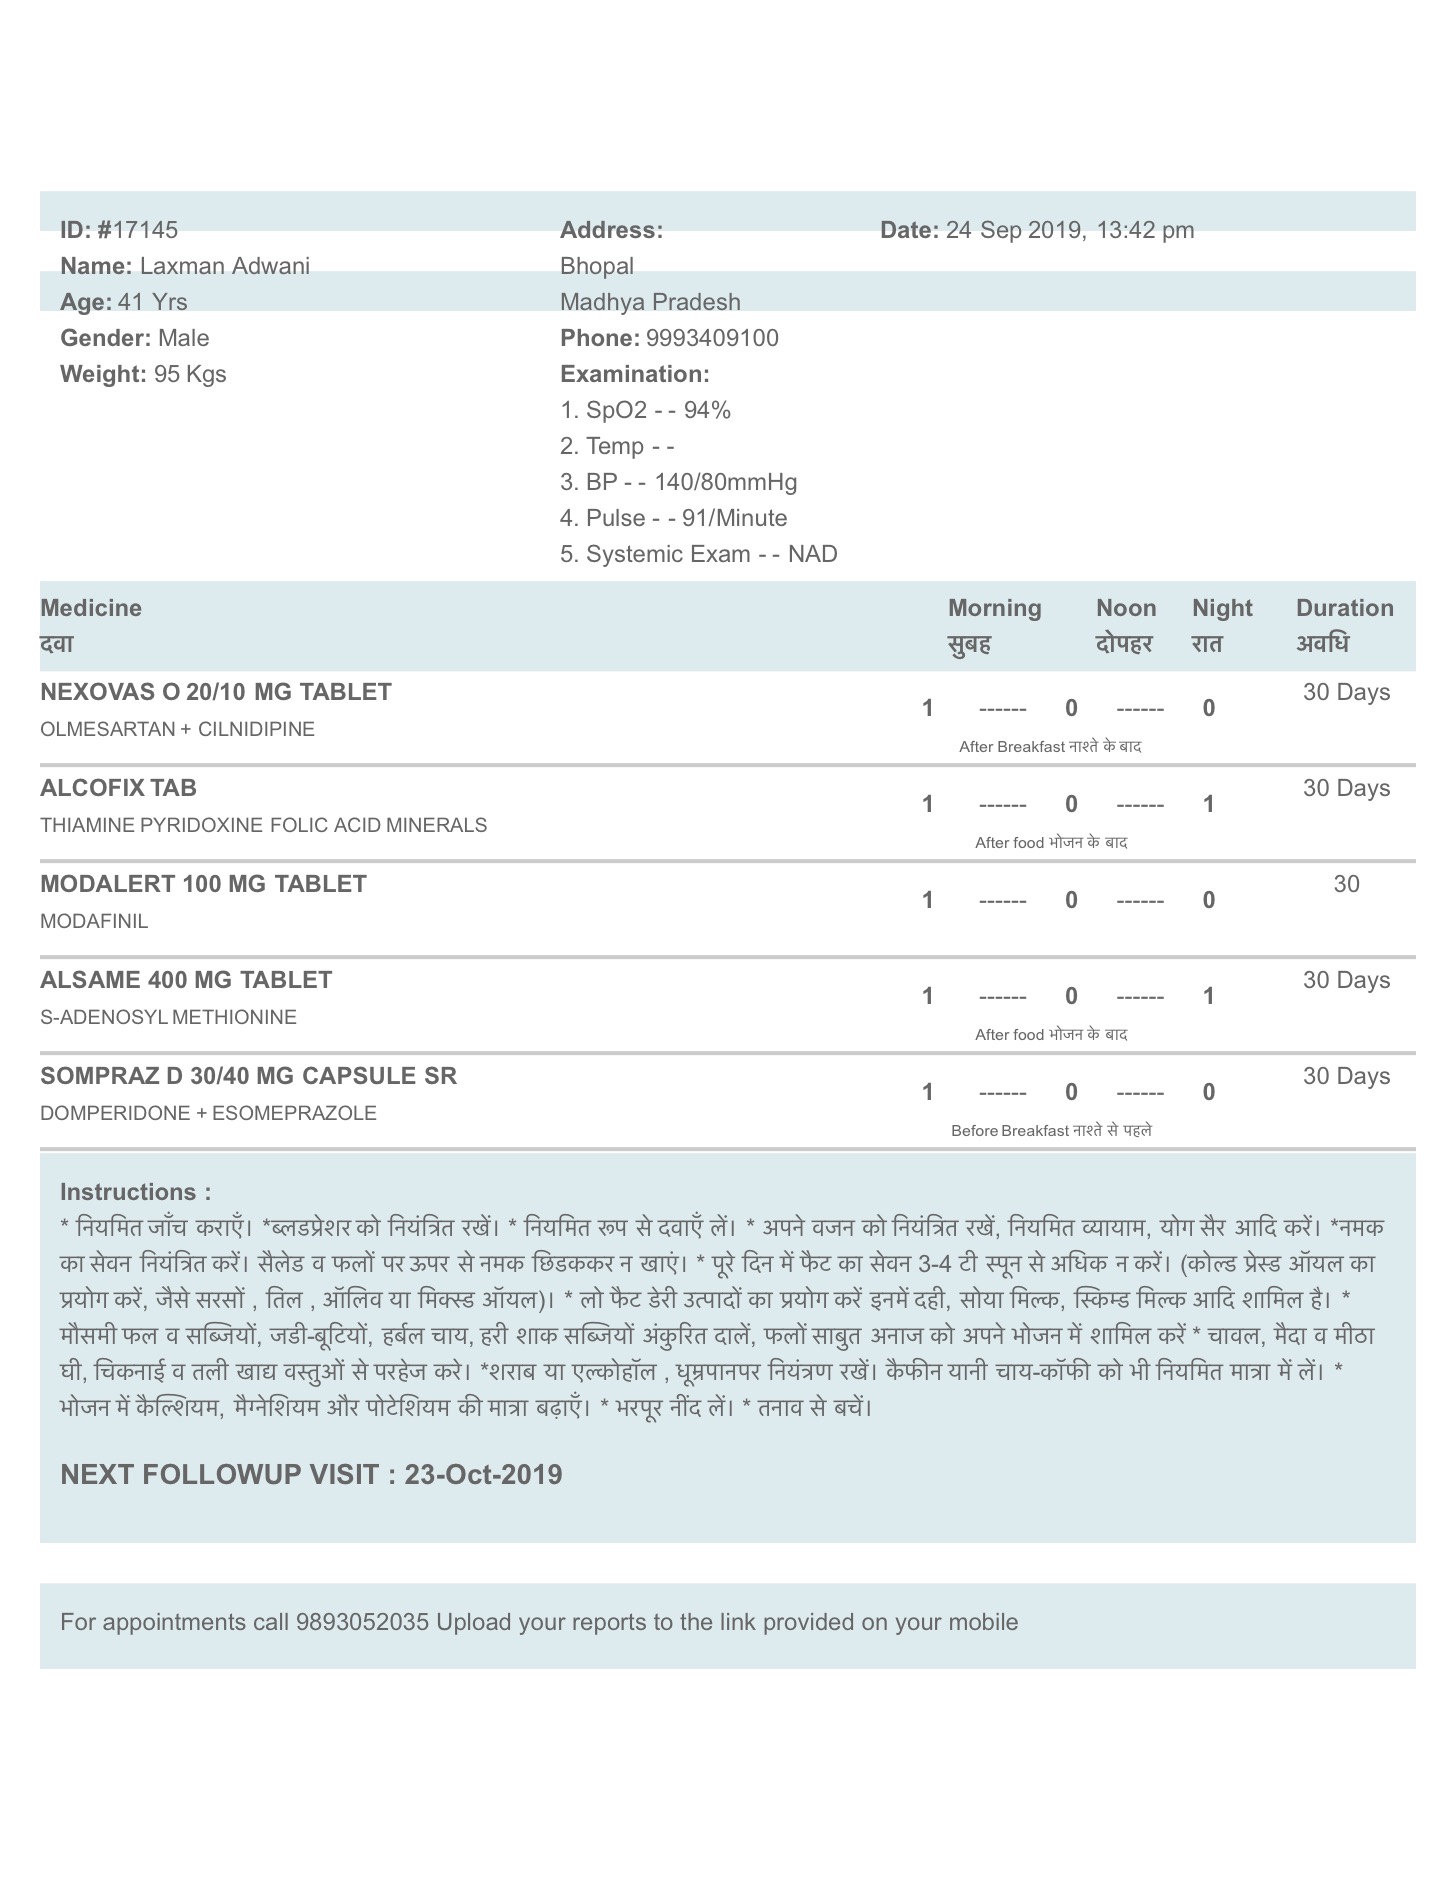 ID: #17145
Name: Laxman Adwani
Age: 41 Yrs
Gender: Male
Weight: 95 Kgs
Address:
Bhopal
Madhya Pradesh
Phone: 9993409100
Examination:
1. SpO2 - - 94%
2. Temp - -
3. BP - - 140/80mmHg
4. Pulse - - 91/Minute
5. Systemic Exam - - NAD
Date: 24 Sep 2019, 13:42 pm
Medicine Morning Noon Night Duration
दवा सुबह दोपहर रात अवधि
NEXOVAS O 20/10 MG TABLET 30 Days
1 ------ 0 ------ 0
OLMESARTAN + CILNIDIPINE
After Breakfast नाश्ते के बाद
ALCOFIX TAB 30 Days
1 ------ 0 ------ 1
THIAMINE PYRIDOXINE FOLIC ACID MINERALS
After food भोजन के बाद
MODALERT 100 MG TABLET 30
1 ------ 0 ------ 0
MODAFINIL
ALSAME 400 MG TABLET 30 Days
1 ------ 0 ------ 1
S-ADENOSYL METHIONINE
After food भोजन के बाद
SOMPRAZ D 30/40 MG CAPSULE SR 30 Days
1 ------ 0 ------ 0
DOMPERIDONE + ESOMEPRAZOLE
Before Breakfast नाश्ते से पहले
Instructions :
* नियमित जाँच कराएँ। *ब्लडप्रेशर को नियंत्रित रखें। * नियमित रूप से दवाएँ लें। * अपने वजन को नियंत्रित रखें, नियमित व्यायाम, योग सैर आदि करें। *नमक
का सेवन नियंत्रित करें। सैलेड व फलों पर ऊपर से नमक छिडककर न खाएं। * पूरे दिन में फैट का सेवन 3-4 टी स्पून से अधिक न करें। (कोल्ड प्रेस्ड ऑयल का
प्रयोग करें, जैसे सरसों , तिल , ऑलिव या मिक्स्ड ऑयल)। * लो फैट डेरी उत्पादों का प्रयोग करें इनमें दही, सोया मिल्क, स्किम्ड मिल्क आदि शामिल है। *
मौसमी फल व सब्जियों, जडी-बूटियों, हर्बल चाय, हरी शाक सब्जियों अंकुरित दालें, फलों साबुत अनाज को अपने भोजन में शामिल करें * चावल, मैदा व मीठा
घी, चिकनाई व तली खाद्य वस्तुओं से परहेज करे। *शराब या एल्कोहॉल , धूम्रपानपर नियंत्रण रखें। कैफीन यानी चाय-कॉफी को भी नियमित मात्रा में लें। *
भोजन में कैल्शियम, मैग्नेशियम और पोटेशियम की मात्रा बढ़ाएँ। * भरपूर नींद लें। * तनाव से बचें।
NEXT FOLLOWUP VISIT : 23-Oct-2019
For appointments call 9893052035 Upload your reports to the link provided on your mobile